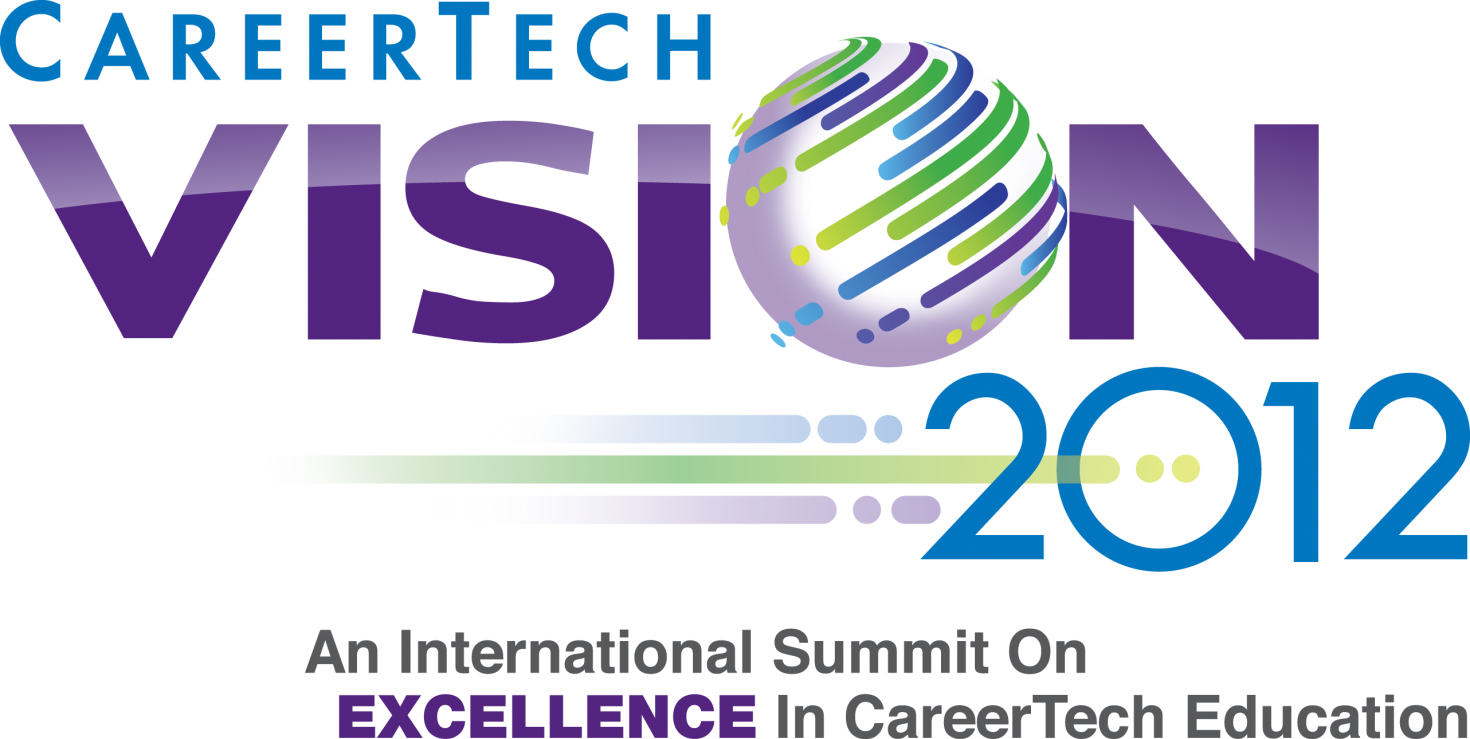 CAREERTECH
VISION
2012
An International Summit On
EXCELLENCE In CareerTech Education